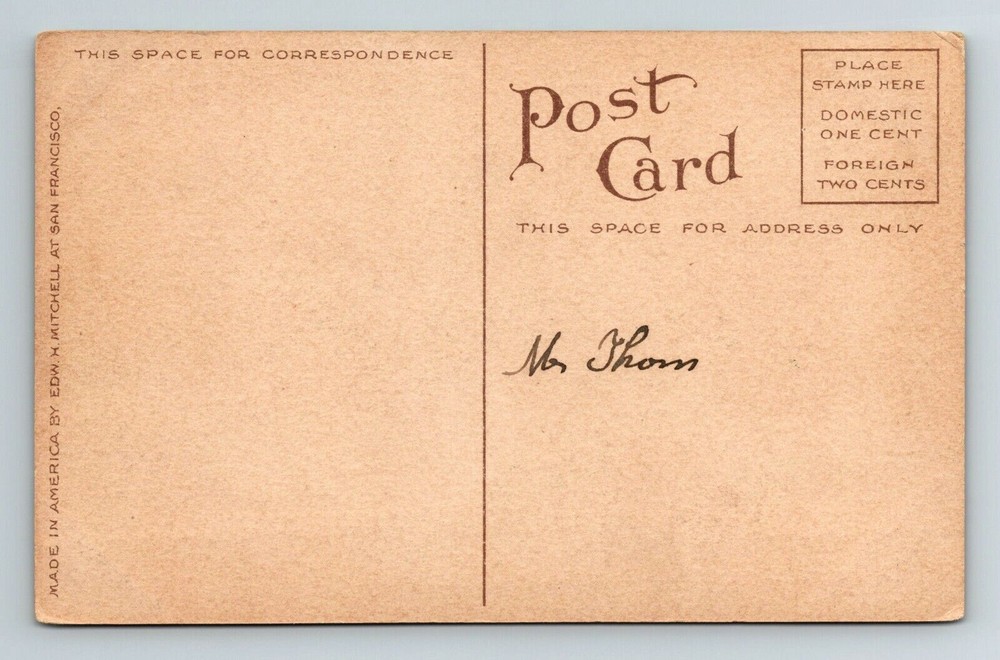 THIS SPACE FOR CORRESPONDENCE
MADE IN AMERICA BY EDW. H. MITCHELL AT SAN FRANCISCO.
Post
Card
PLACE
STAMP HERE
DOMESTIC
ONE CENT
FOREIGN
TWO CENTS
THIS SPACE FOR ADDRESS ONLY
Mr Thom